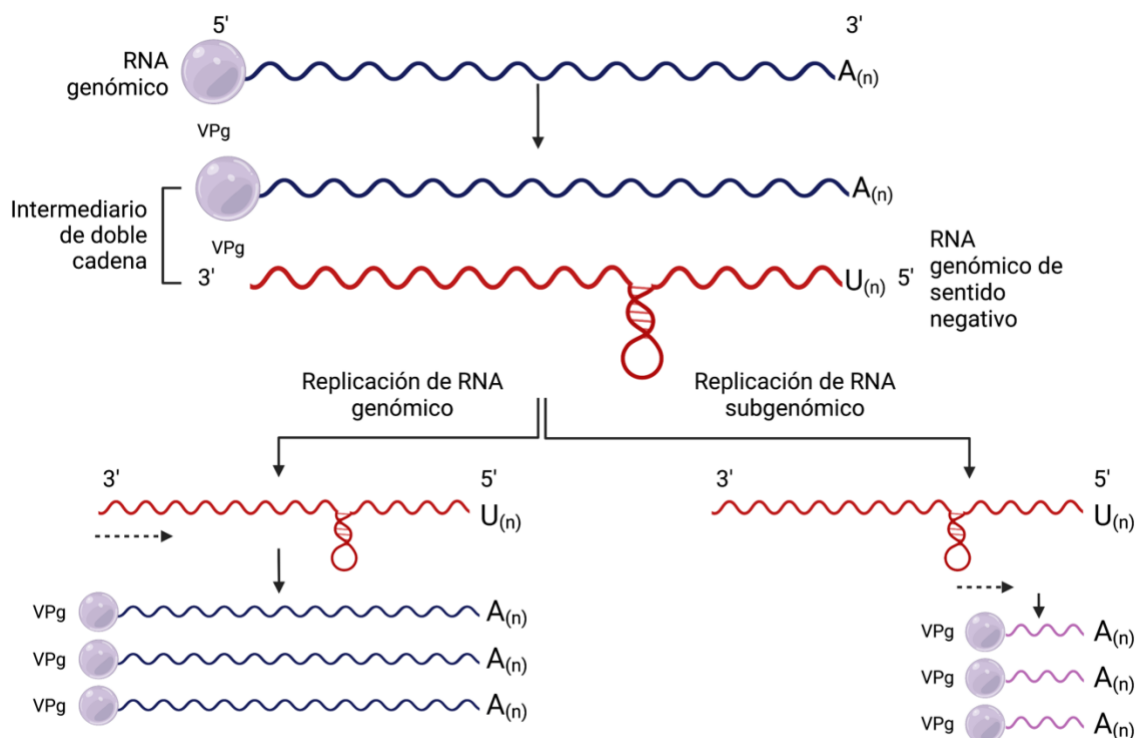 5'
3'
RNA
genómico
A(n)
VPg
A(n)
Intermediario
de doble
cadena
VPg
3'
U(n)
5'
RNA
genómico de
sentido
negativo
Replicación de RNA
genómico
Replicación de RNA
subgenómico
3'
5'
U(n)
3'
5'
U(n)
VPg
A(n)
VPg
A(n)
VPg
A(n)
VPg
A(n)
VPg
A(n)
VPg
A(n)